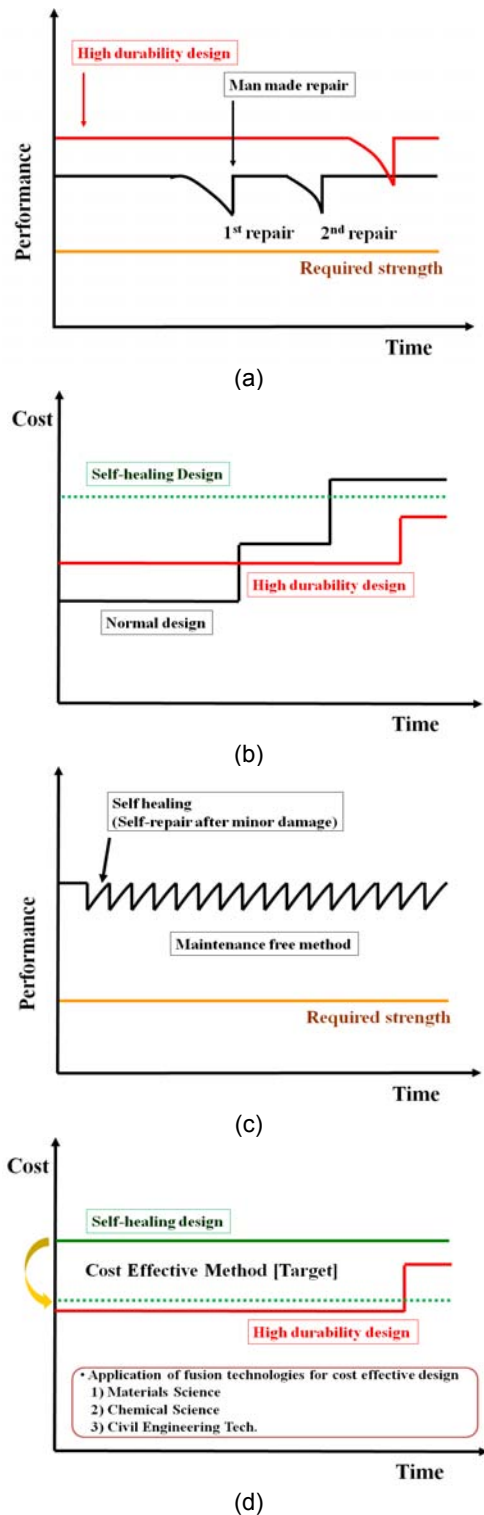 High durability design
Man made repair
Performance
1st repair
2nd repair
Required strength
Time
(a)
Cost
Self-healing Design
High durability design
Normal design
Time
(b)
Self healing
(Self-repair after minor damage)
Performance
Maintenance free method
Required strength
Time
(c)
Cost
Self-healing design
Cost Effective Method [Target]
High durability design
• Application of fusion technologies for cost effective design
1) Materials Science
2) Chemical Science
3) Civil Engineering Tech.
Time
(d)